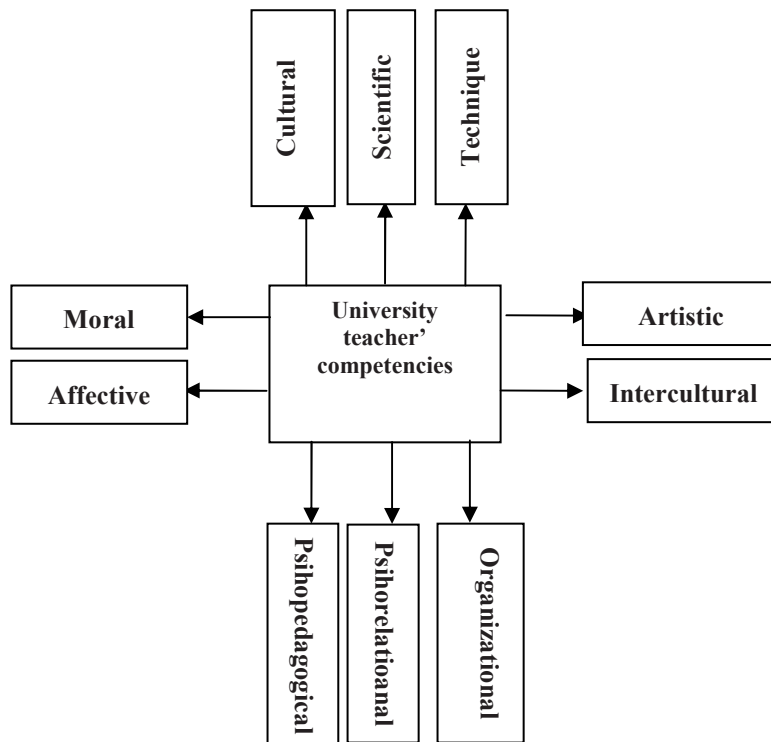 Cultural
Scientific
Technique
Moral
Affective
University
teacher’
competencies
Artistic
Intercultural
Psihopedagogical
Psihorelatioanal
Organizational